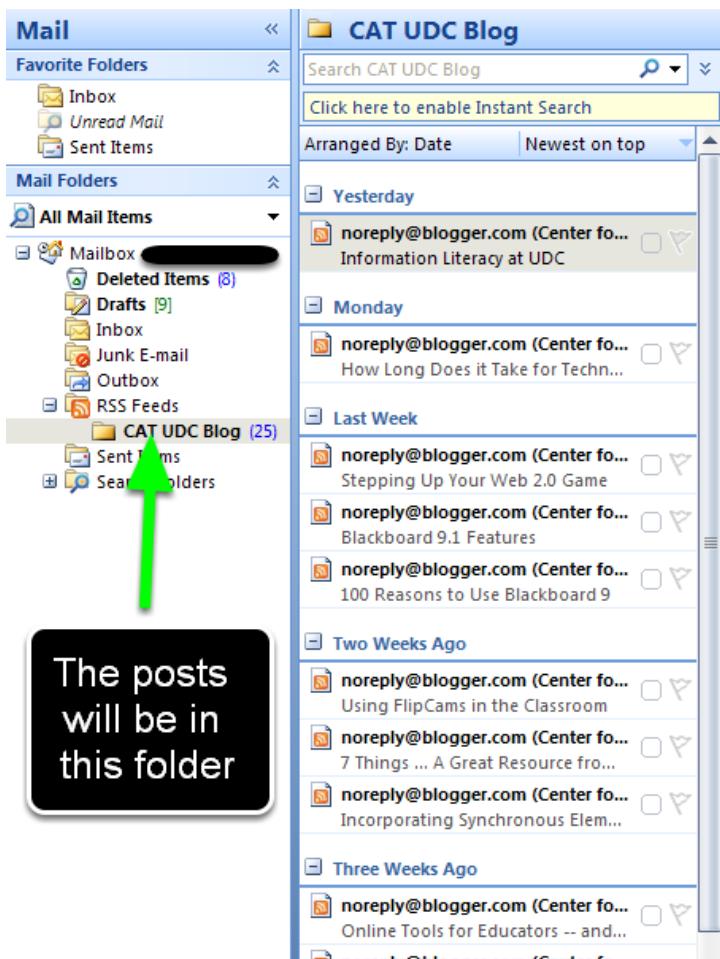 Mail «
Favorite Folders
Inbox
Unread Mail
Sent Items
Mail Folders
All Mail Items
Mailbox
Deleted Items (8)
Drafts [9]
Inbox
Junk E-mail
Outbox
RSS Feeds
CAT UDC Blog (25)
Sent Items
Search Folders
The posts
will be in
this folder
CAT UDC Blog
Search CAT UDC Blog
Click here to enable Instant Search
Arranged By: Date Newest on top
Yesterday
noreply@blogger.com (Center fo...
Information Literacy at UDC
Monday
noreply@blogger.com (Center fo...
How Long Does it Take for Techn...
Last Week
noreply@blogger.com (Center fo...
Stepping Up Your Web 2.0 Game
noreply@blogger.com (Center fo...
Blackboard 9.1 Features
noreply@blogger.com (Center fo...
100 Reasons to Use Blackboard 9
Two Weeks Ago
noreply@blogger.com (Center fo...
Using FlipCams in the Classroom
noreply@blogger.com (Center fo...
7 Things ... A Great Resource fro...
noreply@blogger.com (Center fo...
Incorporating Synchronous Elem...
Three Weeks Ago
noreply@blogger.com (Center fo...
Online Tools for Educators -- and...